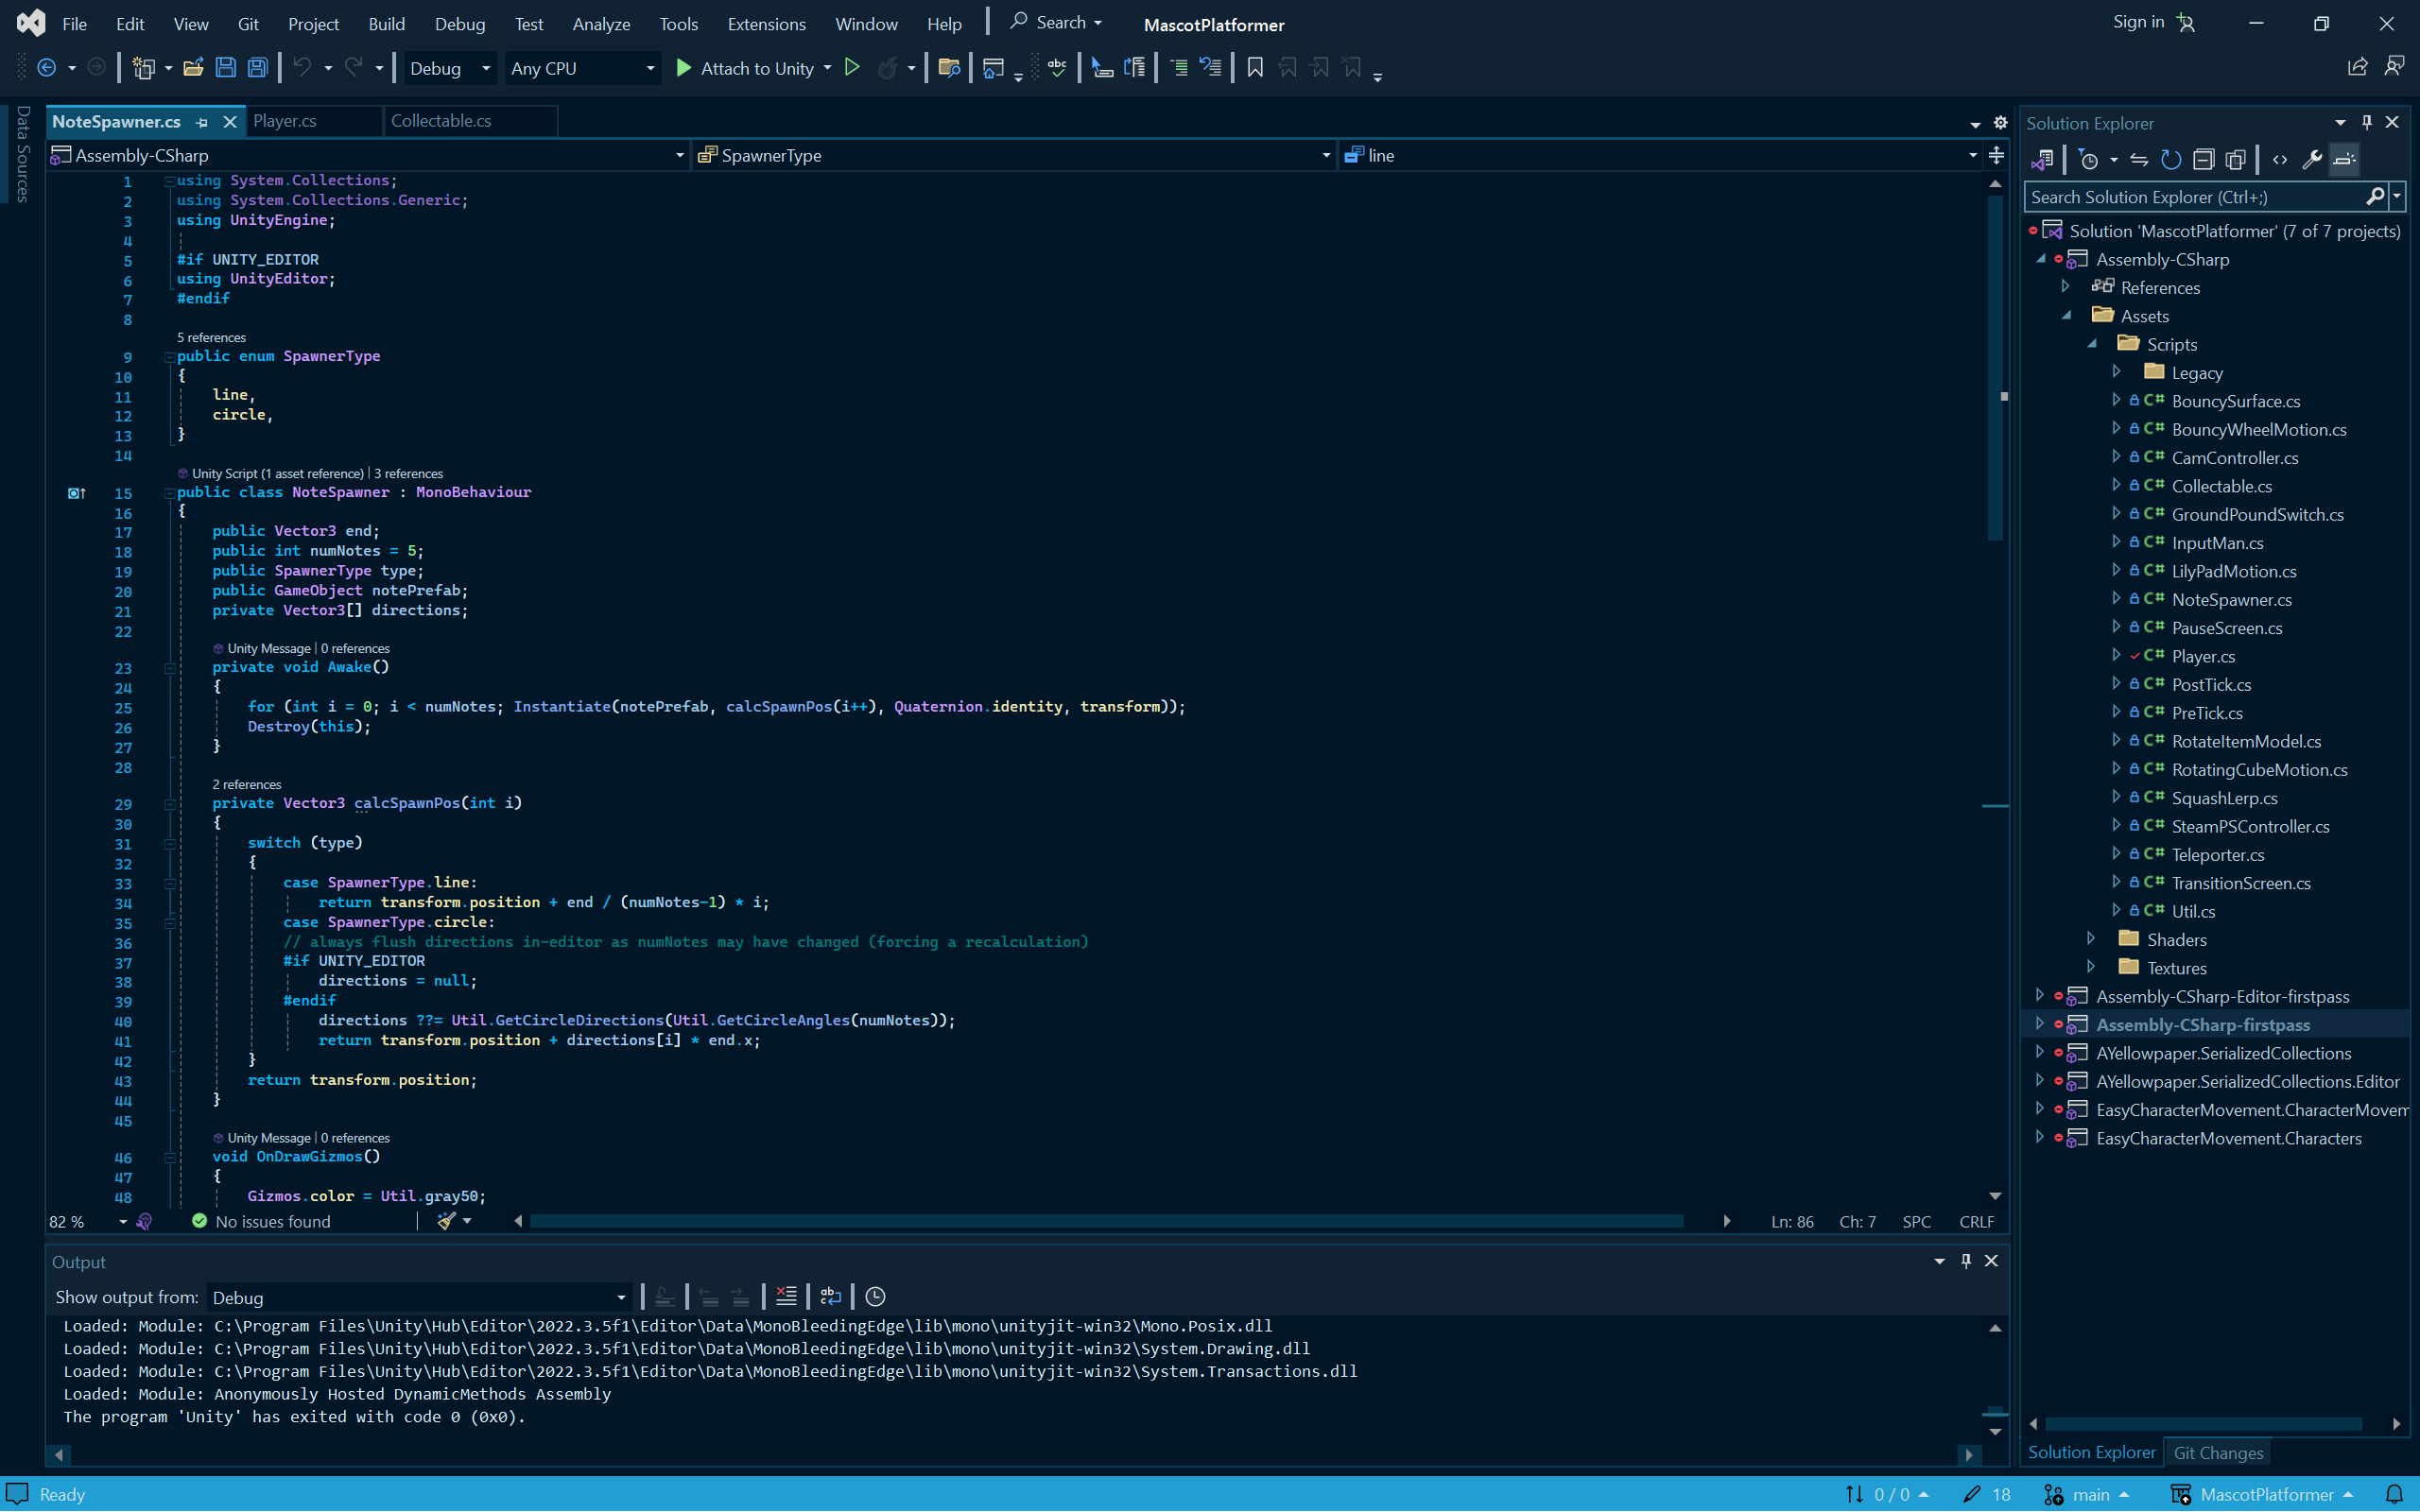 File Edit View Git Project Build Debug Test Analyze Tools Extensions Window Help Search MascotPlatformer Sign in
Debug Any CPU Attach to Unity
Data Sources
NoteSpawner.cs Player.cs Collectable.cs
Assembly-CSharp SpawnerType line
1 using System.Collections;
2 using System.Collections.Generic;
3 using UnityEngine;
4
5 #if UNITY_EDITOR
6 using UnityEditor;
7 #endif
8
5 references
9 public enum SpawnerType
10 {
11 line,
12 circle,
13 }
14
Unity Script (1 asset reference) | 3 references
15 public class NoteSpawner : MonoBehaviour
16 {
17 public Vector3 end;
18 public int numNotes = 5;
19 public SpawnerType type;
20 public GameObject notePrefab;
21 private Vector3[] directions;
22
Unity Message | 0 references
23 private void Awake()
24 {
25 for (int i = 0; i < numNotes; Instantiate(notePrefab, calcSpawnPos(i++), Quaternion.identity, transform));
26 Destroy(this);
27 }
28
2 references
29 private Vector3 calcSpawnPos(int i)
30 {
31 switch (type)
32 {
33 case SpawnerType.line:
34 return transform.position + end / (numNotes-1) * i;
35 case SpawnerType.circle:
36 // always flush directions in-editor as numNotes may have changed (forcing a recalculation)
37 #if UNITY_EDITOR
38 directions = null;
39 #endif
40 directions ??= Util.GetCircleDirections(Util.GetCircleAngles(numNotes));
41 return transform.position + directions[i] * end.x;
42 }
43 return transform.position;
44 }
45
Unity Message | 0 references
46 void OnDrawGizmos()
47 {
48 Gizmos.color = Util.gray50;
82 % No issues found Ln: 86 Ch: 7 SPC CRLF
Output
Show output from: Debug
Loaded: Module: C:\Program Files\Unity\Hub\Editor\2022.3.5f1\Editor\Data\MonoBleedingEdge\lib\mono\unityjit-win32\Mono.Posix.dll
Loaded: Module: C:\Program Files\Unity\Hub\Editor\2022.3.5f1\Editor\Data\MonoBleedingEdge\lib\mono\unityjit-win32\System.Drawing.dll
Loaded: Module: C:\Program Files\Unity\Hub\Editor\2022.3.5f1\Editor\Data\MonoBleedingEdge\lib\mono\unityjit-win32\System.Transactions.dll
Loaded: Module: Anonymously Hosted DynamicMethods Assembly
The program 'Unity' has exited with code 0 (0x0).
Solution Explorer
Search Solution Explorer (Ctrl+;)
Solution 'MascotPlatformer' (7 of 7 projects)
Assembly-CSharp
References
Assets
Scripts
Legacy
C# BouncySurface.cs
C# BouncyWheelMotion.cs
C# CamController.cs
C# Collectable.cs
C# GroundPoundSwitch.cs
C# InputMan.cs
C# LilyPadMotion.cs
C# NoteSpawner.cs
C# PauseScreen.cs
C# Player.cs
C# PostTick.cs
C# PreTick.cs
C# RotateItemModel.cs
C# RotatingCubeMotion.cs
C# SquashLerp.cs
C# SteamPSController.cs
C# Teleporter.cs
C# TransitionScreen.cs
C# Util.cs
Shaders
Textures
Assembly-CSharp-Editor-firstpass
Assembly-CSharp-firstpass
AYellowpaper.SerializedCollections
AYellowpaper.SerializedCollections.Editor
EasyCharacterMovement.CharacterMovem
EasyCharacterMovement.Characters
Solution Explorer Git Changes
Ready 0 / 0 18 main MascotPlatformer